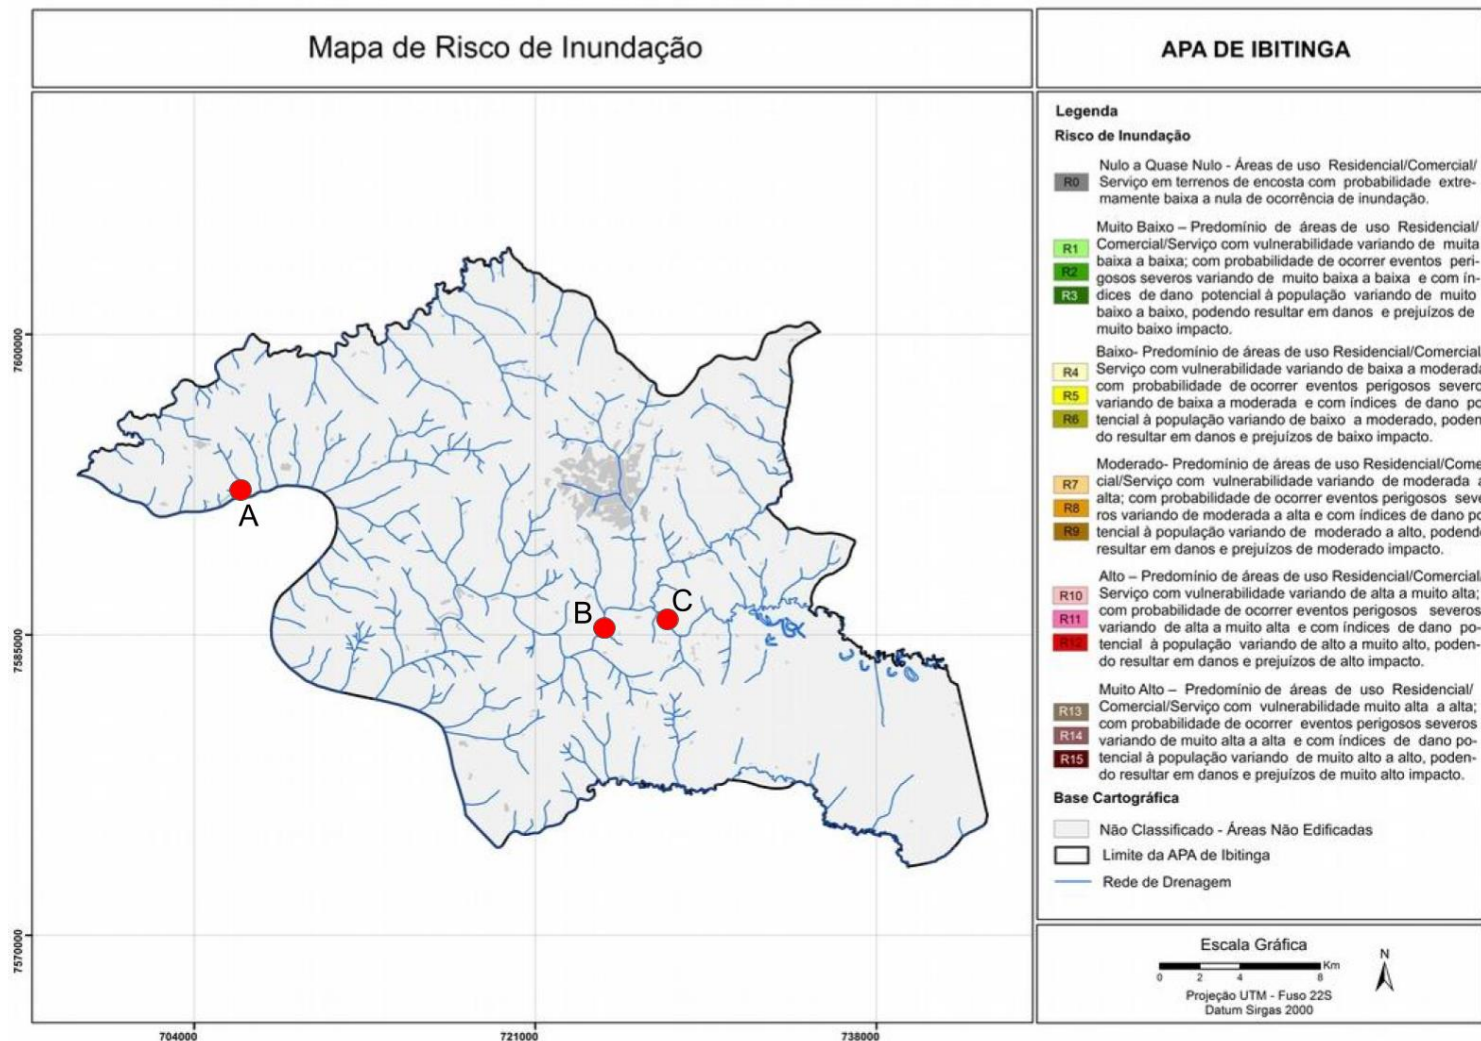 Mapa de Risco de Inundação
APA DE IBITINGA
7600000
7585000
7570000
704000
721000
738000
A
B
C
Legenda
Risco de Inundação
R0
Nulo a Quase Nulo - Áreas de uso Residencial/Comercial/
Serviço em terrenos de encosta com probabilidade extre-
mamente baixa a nula de ocorrência de inundação.
R1
R2
R3
Muito Baixo – Predomínio de áreas de uso Residencial/
Comercial/Serviço com vulnerabilidade variando de muita
baixa a baixa; com probabilidade de ocorrer eventos peri-
gosos severos variando de muito baixa a baixa e com ín-
dices de dano potencial à população variando de muito
baixo a baixo, podendo resultar em danos e prejuízos de
muito baixo impacto.
R4
R5
R6
Baixo- Predomínio de áreas de uso Residencial/Comercial
Serviço com vulnerabilidade variando de baixa a moderada
com probabilidade de ocorrer eventos perigosos severo
variando de baixa a moderada e com índices de dano po
tencial à população variando de baixo a moderado, poden
do resultar em danos e prejuízos de baixo impacto.
R7
R8
R9
Moderado- Predomínio de áreas de uso Residencial/Come
cial/Serviço com vulnerabilidade variando de moderada a
alta; com probabilidade de ocorrer eventos perigosos seve
ros variando de moderada a alta e com índices de dano po
tencial à população variando de moderado a alto, podendo
resultar em danos e prejuízos de moderado impacto.
R10
R11
R12
Alto – Predomínio de áreas de uso Residencial/Comercial/
Serviço com vulnerabilidade variando de alta a muito alta;
com probabilidade de ocorrer eventos perigosos severos
variando de alta a muito alta e com índices de dano po-
tencial à população variando de alto a muito alto, poden-
do resultar em danos e prejuízos de alto impacto.
R13
R14
R15
Muito Alto – Predomínio de áreas de uso Residencial/
Comercial/Serviço com vulnerabilidade muito alta a alta;
com probabilidade de ocorrer eventos perigosos severos
variando de muito alta a alta e com índices de dano po-
tencial à população variando de muito alto a alto, poden-
do resultar em danos e prejuízos de muito alto impacto.
Base Cartográfica
Não Classificado - Áreas Não Edificadas
Limite da APA de Ibitinga
Rede de Drenagem
Escala Gráfica
Km
0 2 4 8
N
Projeção UTM - Fuso 22S
Datum Sirgas 2000